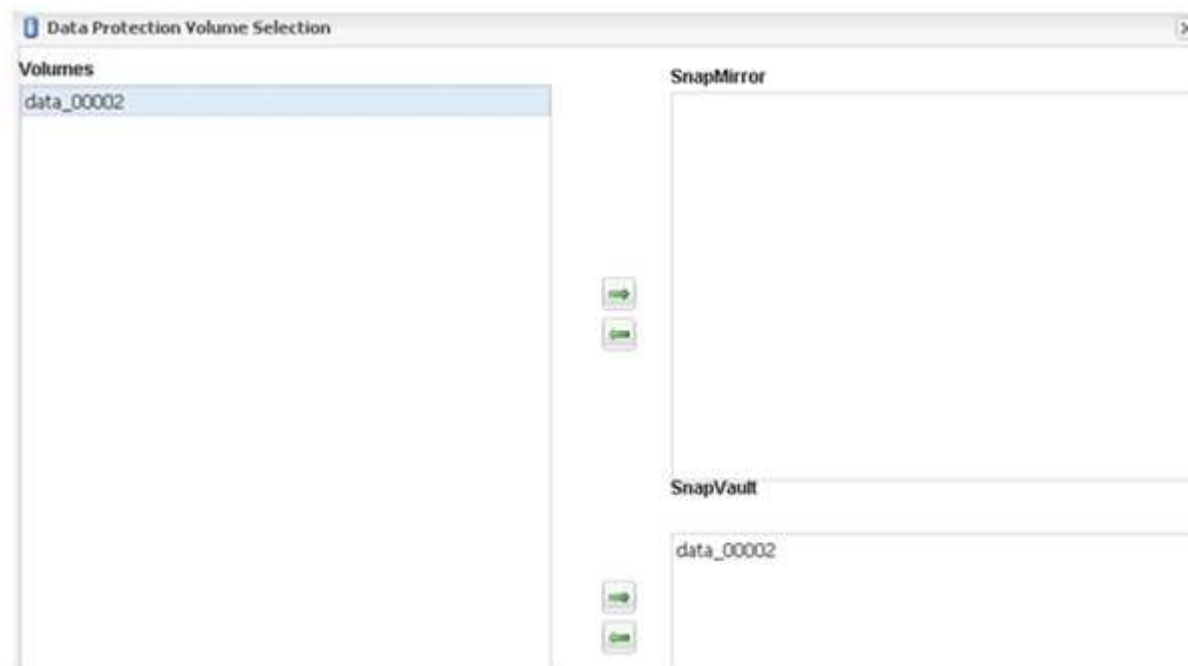 Data Protection Volume Selection
Volumes
data_00002
SnapMirror
SnapVault
data_00002